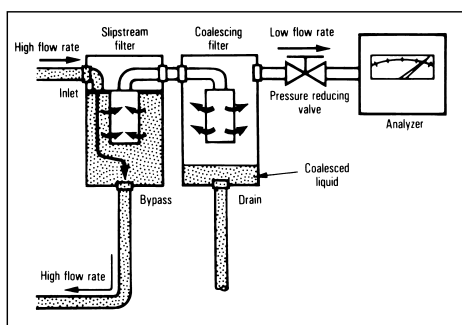 High flow rate
Slipstream
filter
Coalescing
filter
Low flow rate
Inlet
Pressure reducing
valve
Analyzer
Coalesced
liquid
Bypass
Drain
High flow rate